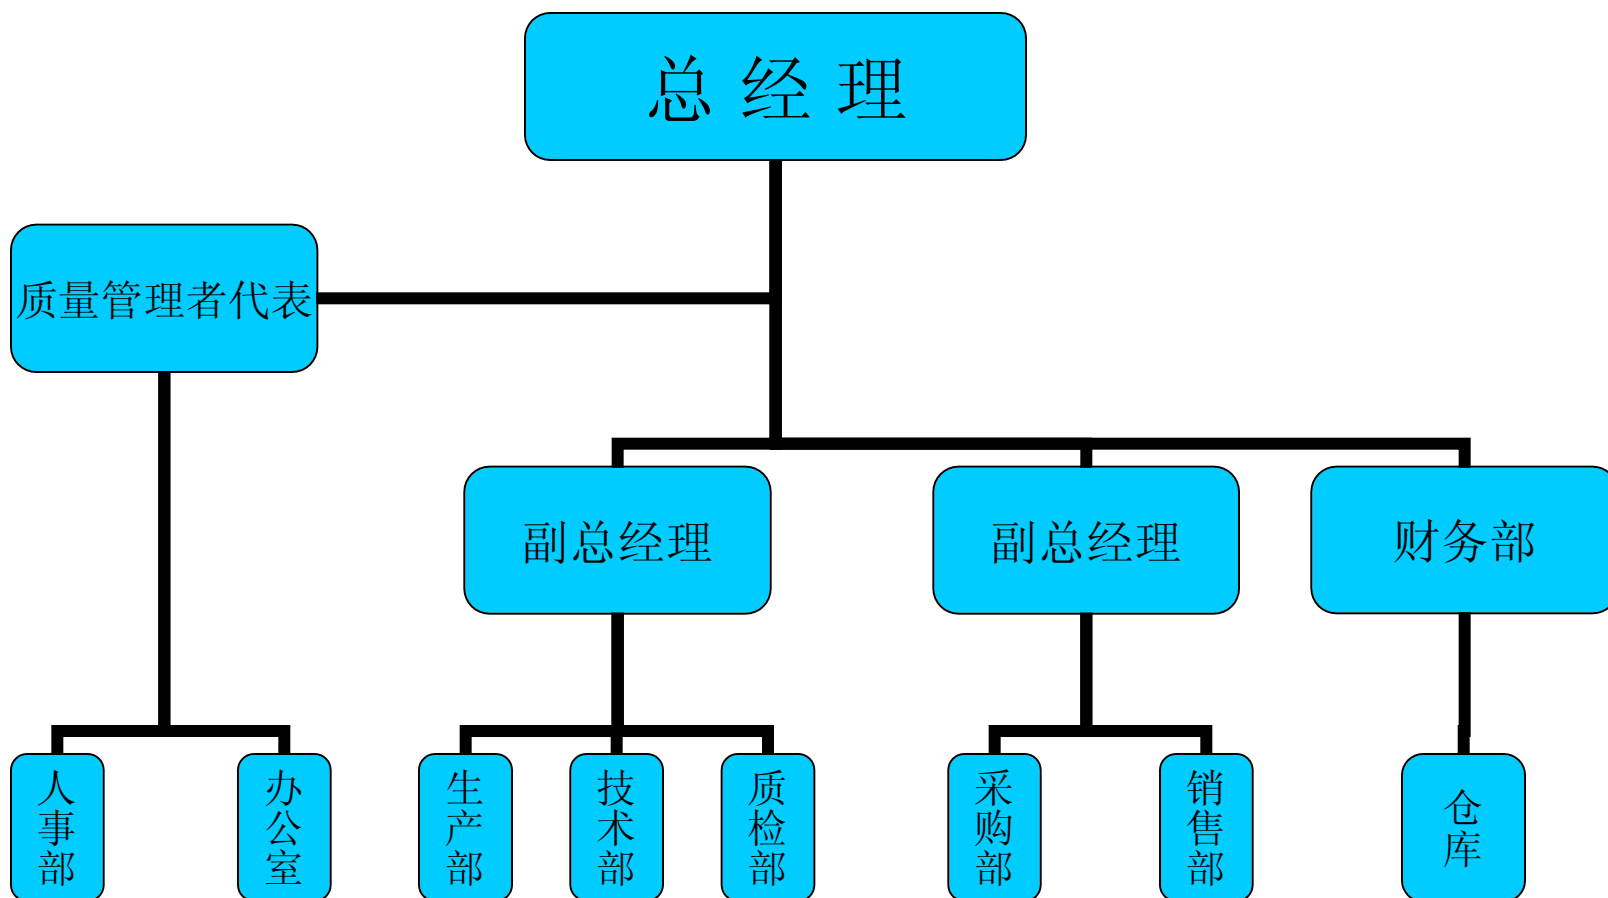 总经理
质量管理者代表
副总经理
副总经理
财务部
人事部
办公室
生产部
技术部
质检部
采购部
销售部
仓库